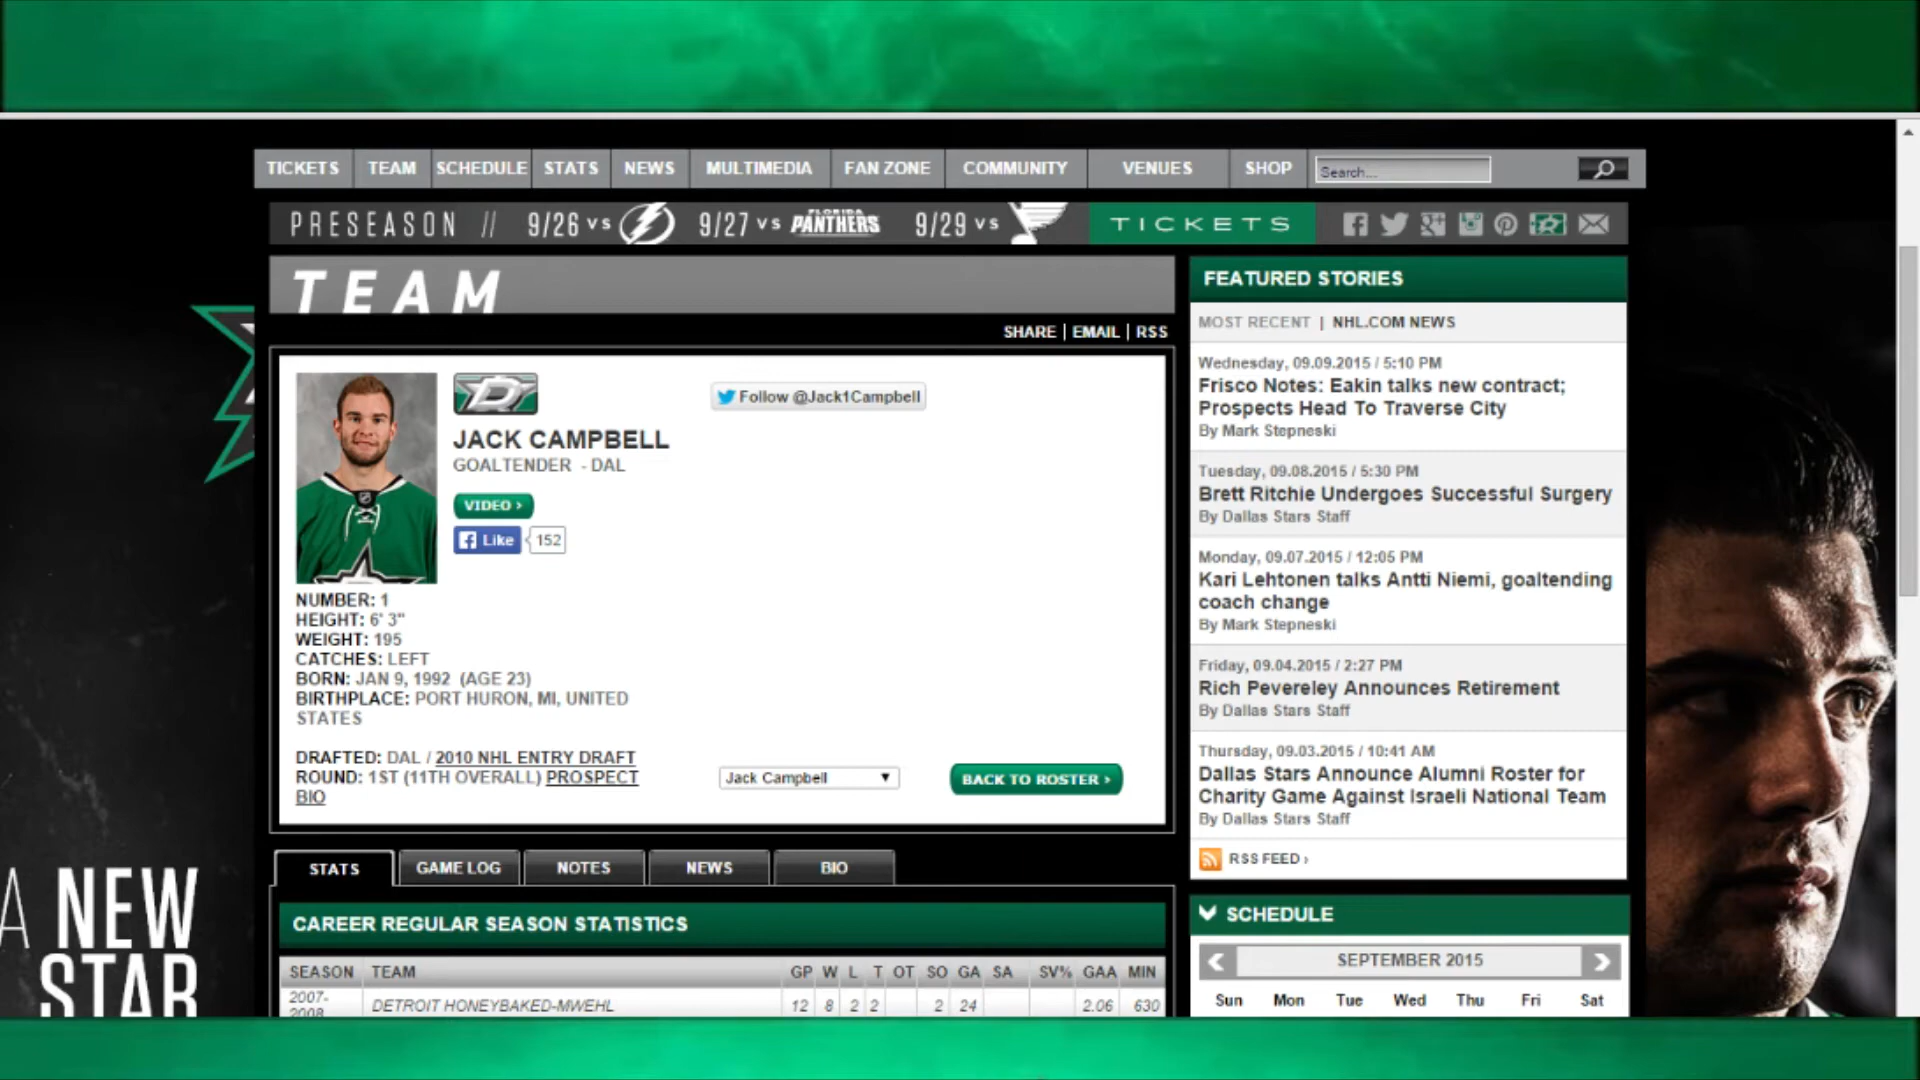 TICKETS TEAM SCHEDULE STATS NEWS MULTIMEDIA FAN ZONE COMMUNITY VENUES SHOP Search...
PRESEASON // 9/26 VS 9/27 VS FLORIDA PANTHERS 9/29 VS TICKETS
TEAM
SHARE | EMAIL | RSS
JACK CAMPBELL
GOALTENDER - DAL
Follow @Jack1Campbell
VIDEO ›
Like 152
NUMBER: 1
HEIGHT: 6' 3"
WEIGHT: 195
CATCHES: LEFT
BORN: JAN 9, 1992 (AGE 23)
BIRTHPLACE: PORT HURON, MI, UNITED
STATES
DRAFTED: DAL / 2010 NHL ENTRY DRAFT
ROUND: 1ST (11TH OVERALL) PROSPECT
BIO
Jack Campbell
BACK TO ROSTER ›
STATS GAME LOG NOTES NEWS BIO
CAREER REGULAR SEASON STATISTICS
SEASON TEAM GP W L T OT SO GA SA SV% GAA MIN
2007-
2008 DETROIT HONEYBAKED-MWEHL 12 8 2 2 2 24 2.06 630
FEATURED STORIES
MOST RECENT | NHL.COM NEWS
Wednesday, 09.09.2015 / 5:10 PM
Frisco Notes: Eakin talks new contract;
Prospects Head To Traverse City
By Mark Stepneski
Tuesday, 09.08.2015 / 5:30 PM
Brett Ritchie Undergoes Successful Surgery
By Dallas Stars Staff
Monday, 09.07.2015 / 12:05 PM
Kari Lehtonen talks Antti Niemi, goaltending
coach change
By Mark Stepneski
Friday, 09.04.2015 / 2:27 PM
Rich Peverley Announces Retirement
By Dallas Stars Staff
Thursday, 09.03.2015 / 10:41 AM
Dallas Stars Announce Alumni Roster for
Charity Game Against Israeli National Team
By Dallas Stars Staff
RSS FEED ›
SCHEDULE
SEPTEMBER 2015
Sun Mon Tue Wed Thu Fri Sat
A NEW
STAR